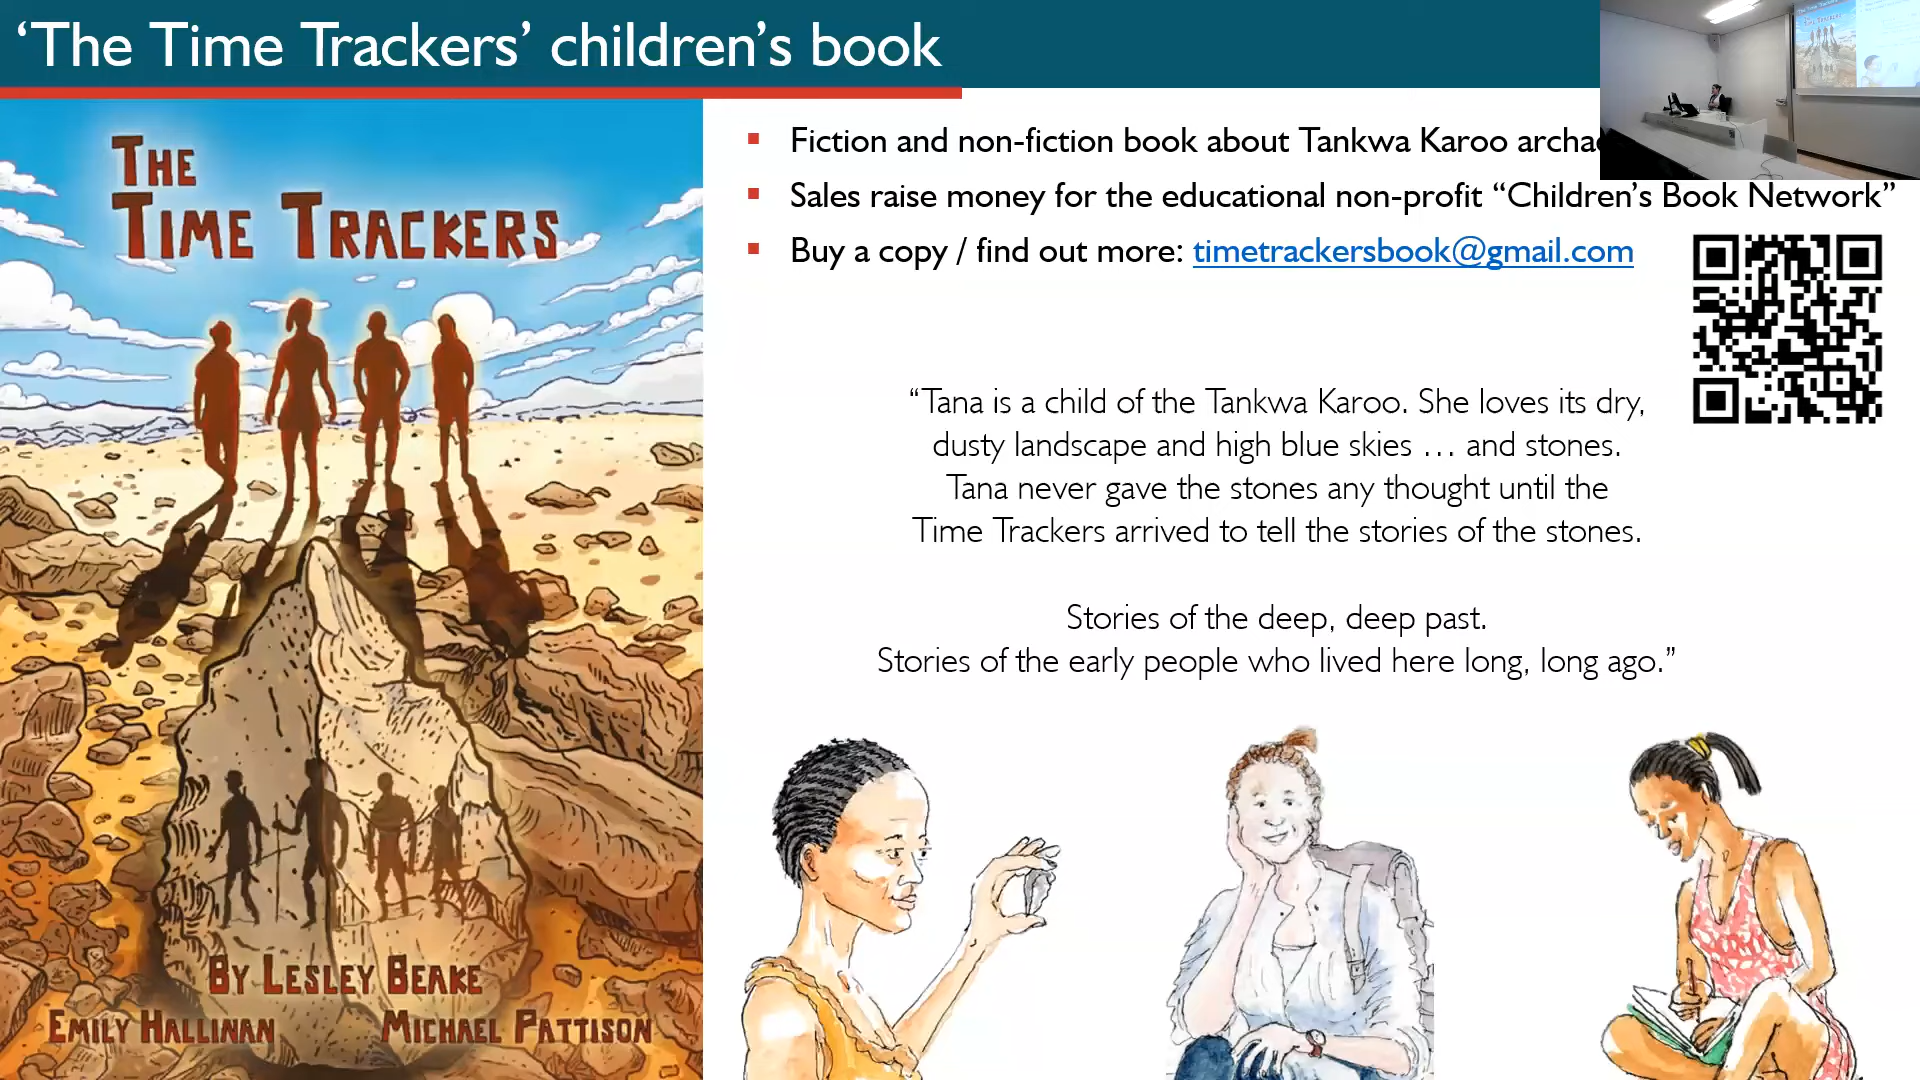 ‘The Time Trackers’ children’s book
THE
TIME TRACKERS
BY LESLEY BEAKE
EMILY HALLINAN MICHAEL PATTISON
Fiction and non-fiction book about Tankwa Karoo
Sales raise money for the educational non-profit “Children’s Book Network”
Buy a copy / find out more: timetrackersbook@gmail.com
“Tana is a child of the Tankwa Karoo. She loves its dry,
dusty landscape and high blue skies … and stones.
Tana never gave the stones any thought until the
Time Trackers arrived to tell the stories of the stones.
Stories of the deep, deep past.
Stories of the early people who lived here long, long ago.”